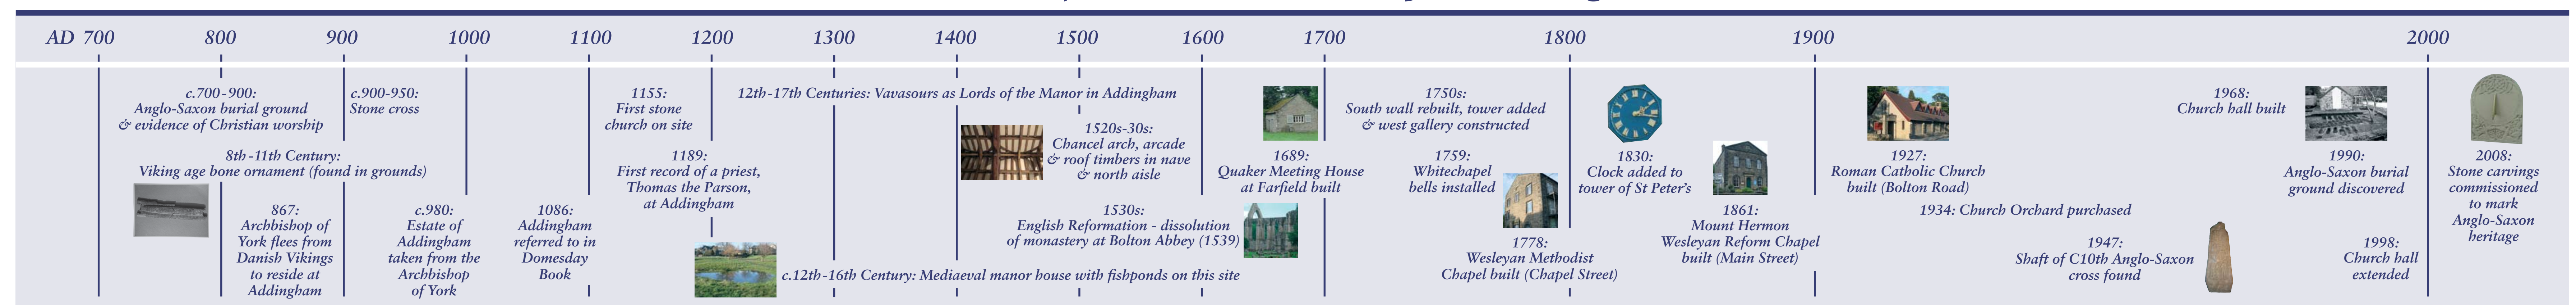 AD 700 800 900 1000 1100 1200 1300 1400 1500 1600 1700 1800 1900 2000
c.700-900:
Anglo-Saxon burial ground
& evidence of Christian worship
8th-11th Century:
Viking age bone ornament (found in grounds)
867:
Archbishop of
York flees from
Danish Vikings
to reside at
Addingham
c.900-950:
Stone cross
c.980:
Estate of
Addingham
taken from the
Archbishop
of York
1086:
Addingham
referred to in
Domesday
Book
1155:
First stone
church on site
1189:
First record of a priest,
Thomas the Parson,
at Addingham
12th-17th Centuries: Vavasours as Lords of the Manor in Addingham
c.12th-16th Century: Mediaeval manor house with fishponds on this site
1520s-30s:
Chancel arch, arcade
& roof timbers in nave
& north aisle
1530s:
English Reformation - dissolution
of monastery at Bolton Abbey (1539)
1689:
Quaker Meeting House
at Farfield built
1750s:
South wall rebuilt, tower added
& west gallery constructed
1759:
Whitechapel
bells installed
1778:
Wesleyan Methodist
Chapel built (Chapel Street)
1830:
Clock added to
tower of St Peter's
1861:
Mount Hermon
Wesleyan Reform Chapel
built (Main Street)
1927:
Roman Catholic Church
built (Bolton Road)
1934: Church Orchard purchased
1947:
Shaft of C10th Anglo-Saxon
cross found
1968:
Church hall built
1990:
Anglo-Saxon burial
ground discovered
1998:
Church hall
extended
2008:
Stone carvings
commissioned
to mark
Anglo-Saxon
heritage